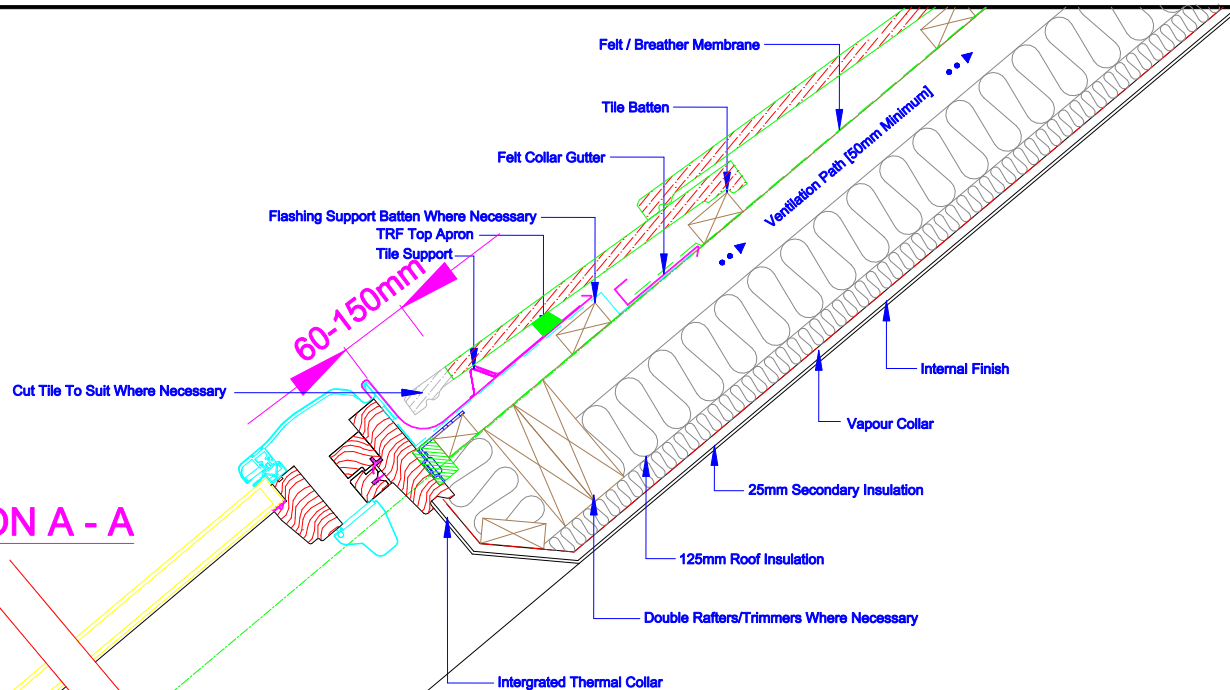 Felt / Breather Membrane
Tile Batten
Ventilation Path [50mm Minimum]
Felt Collar Gutter
Flashing Support Batten Where Necessary
TRF Top Apron
Tile Support
60-150mm
Cut Tile To Suit Where Necessary
Internal Finish
Vapour Collar
25mm Secondary Insulation
ON A - A
125mm Roof Insulation
Double Rafters/Trimmers Where Necessary
Intergrated Thermal Collar